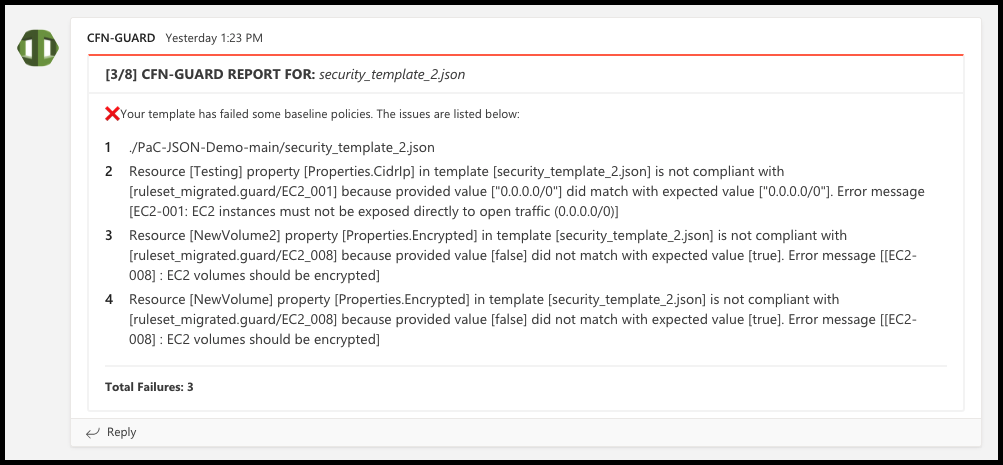 CFN-GUARD Yesterday 1:23 PM
[3/8] CFN-GUARD REPORT FOR: security_template_2.json
❌Your template has failed some baseline policies. The issues are listed below:
1 ./PaC-JSON-Demo-main/security_template_2.json
2 Resource [Testing] property [Properties.CidrIp] in template [security_template_2.json] is not compliant with
[ruleset_migrated.guard/EC2_001] because provided value ["0.0.0.0/0"] did match with expected value ["0.0.0.0/0"]. Error message
[EC2-001: EC2 instances must not be exposed directly to open traffic (0.0.0.0/0)]
3 Resource [NewVolume2] property [Properties.Encrypted] in template [security_template_2.json] is not compliant with
[ruleset_migrated.guard/EC2_008] because provided value [false] did not match with expected value [true]. Error message [[EC2-
008] : EC2 volumes should be encrypted]
4 Resource [NewVolume] property [Properties.Encrypted] in template [security_template_2.json] is not compliant with
[ruleset_migrated.guard/EC2_008] because provided value [false] did not match with expected value [true]. Error message [[EC2-
008] : EC2 volumes should be encrypted]
Total Failures: 3
Reply